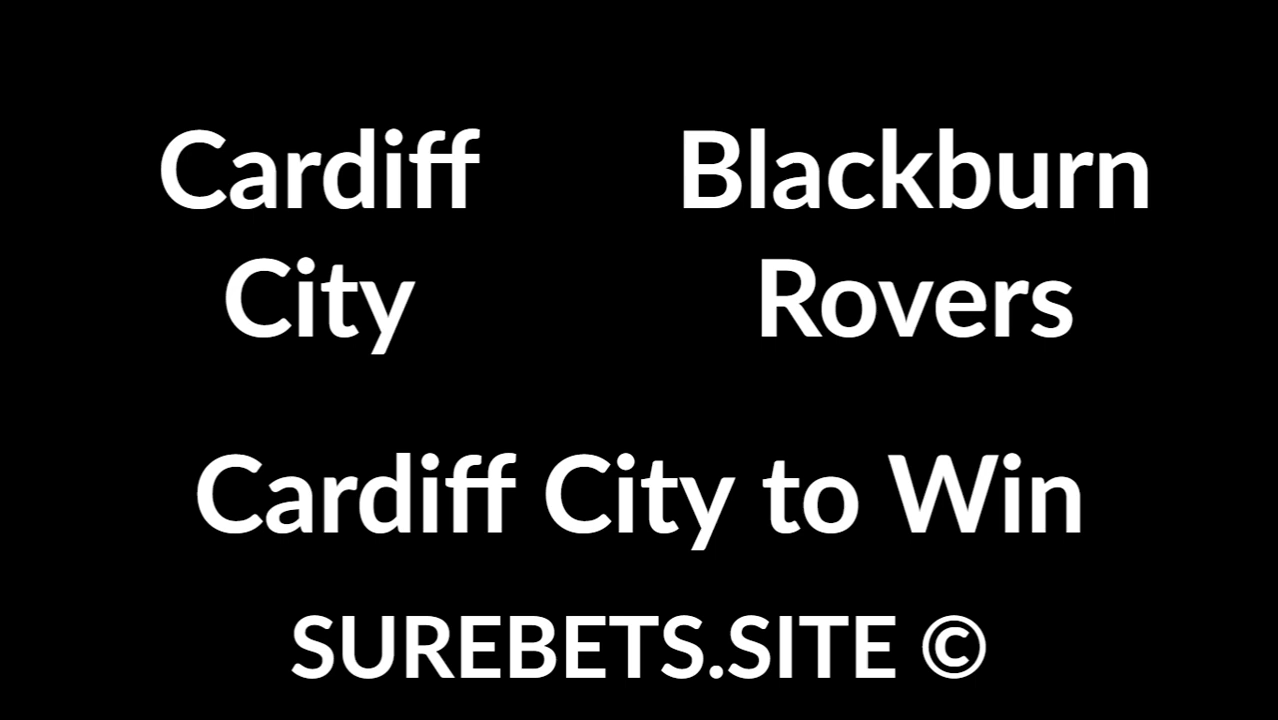 Cardiff
City
Blackburn
Rovers
Cardiff City to Win
SUREBETS.SITE ©